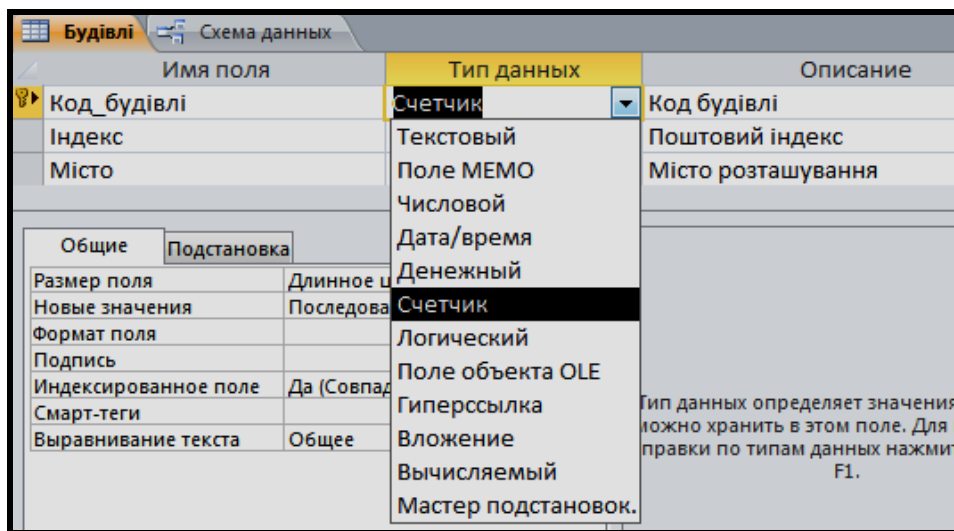 Будівлі Схема данных
Имя поля Тип данных Описание
Код_будівлі Счетчик Код будівлі
Індекс Текстовый Поштовий індекс
Місто Поле МЕМО Місто розташування
Числовой
Дата/время
Денежный
Счетчик
Логический
Поле объекта OLE
Гиперссылка
Вложение
Вычисляемый
Мастер подстановок.
Общие Подстановка
Размер поля Длинное ц
Новые значения Последова
Формат поля
Подпись
Индексированное поле Да (Совпад
Смарт-теги
Выравнивание текста Общее
Тип данных определяет значения
можно хранить в этом поле. Для
правки по типам данных нажмит
F1.